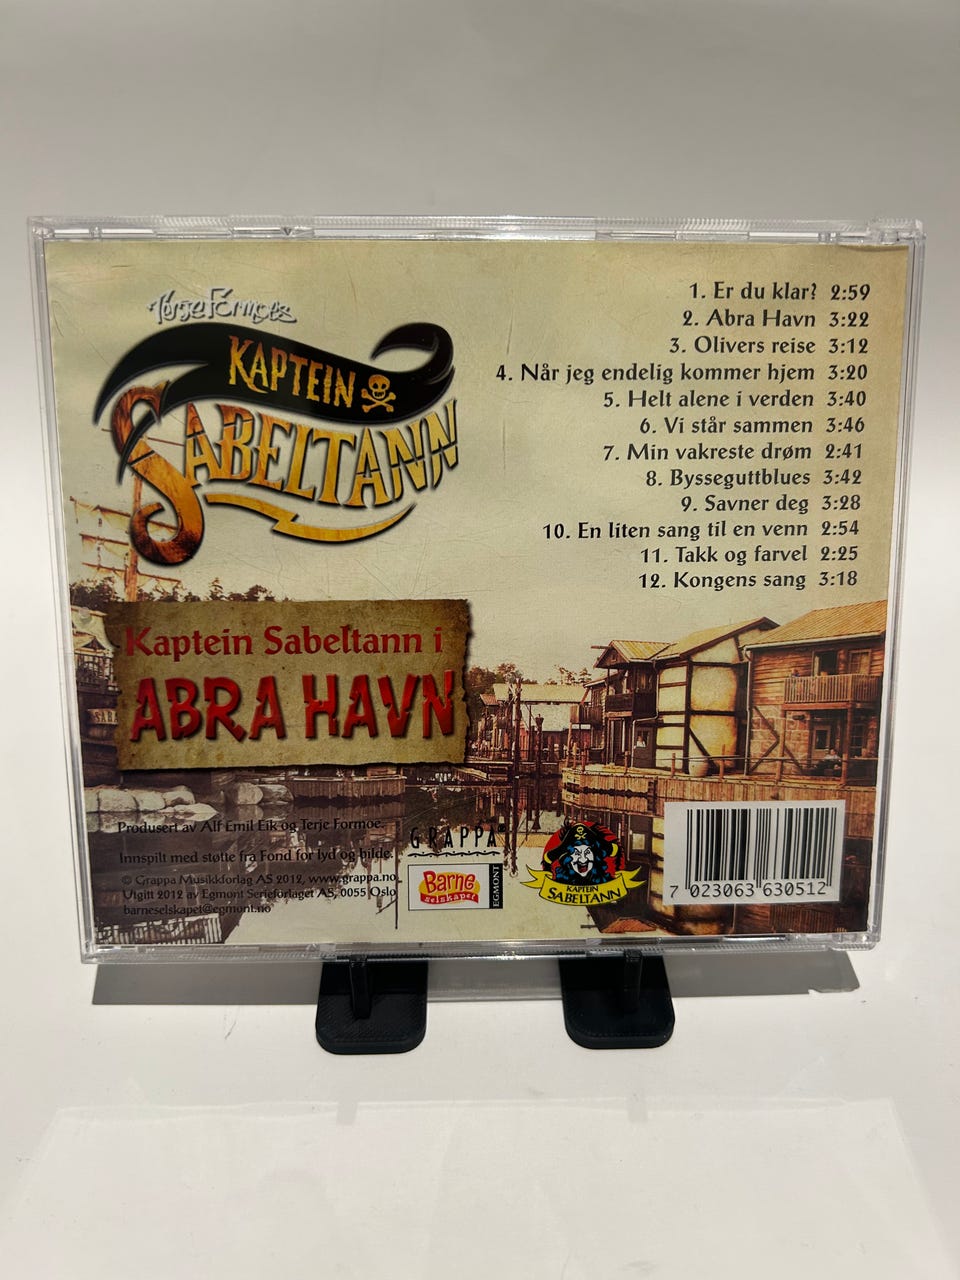 Terje Formoes
KAPTEIN
SABELTANN
1. Er du klar? 2:59
2. Abra Havn 3:22
3. Olivers reise 3:12
4. Når jeg endelig kommer hjem 3:20
5. Helt alene i verden 3:40
6. Vi står sammen 3:46
7. Min vakreste drøm 2:41
8. Bysseguttblues 3:42
9. Savner deg 3:28
10. En liten sang til en venn 2:54
11. Takk og farvel 2:25
12. Kongens sang 3:18
Kaptein Sabeltann i
ABRA HAVN
Produsert av Alf Emil Eik og Terje Formoe.
Innspilt med støtte fra Fond for lyd og bilde.
© Grappa Musikkforlag AS 2012, www.grappa.no
Utgitt 2012 av Egmont Serieforlaget AS, 0055 Oslo
barneselskapet@egmont.no
GRAPPA®
Barne
selskapet
EGMONT
KAPTEIN
SABELTANN
7 023063 630512